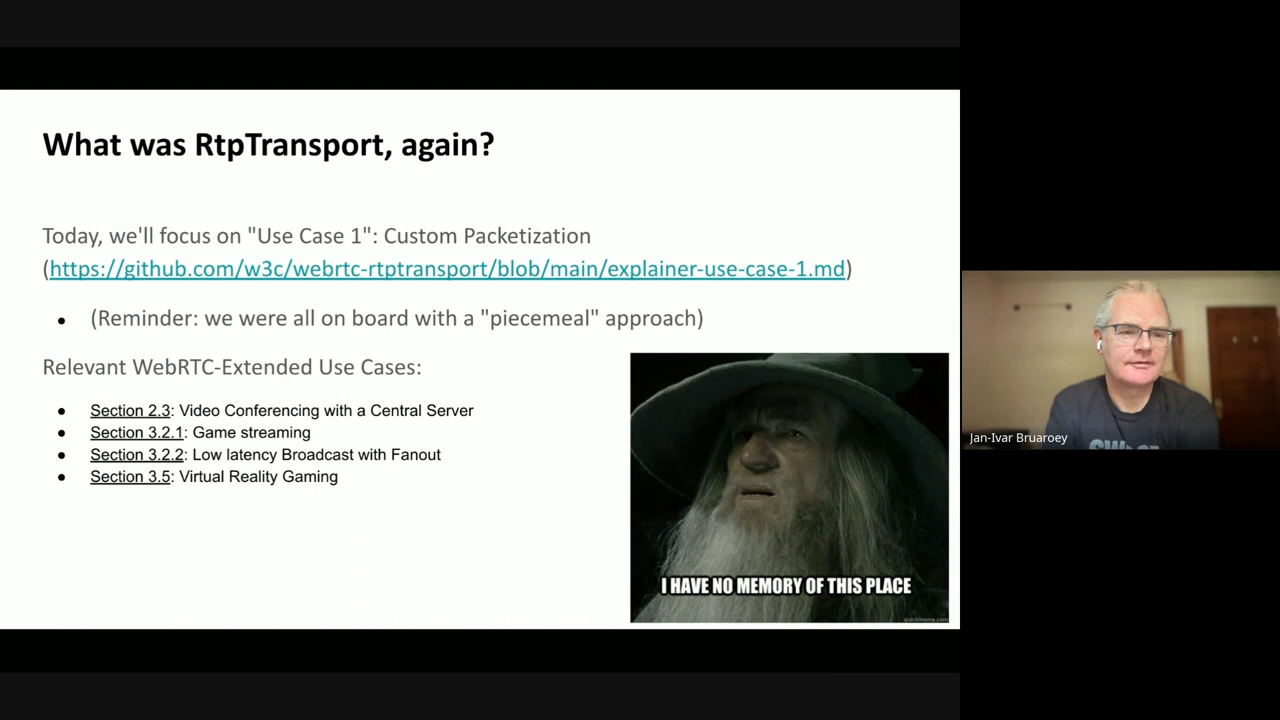 What was RtpTransport, again?
Today, we'll focus on "Use Case 1": Custom Packetization
(https://github.com/w3c/webrtc-rtptransport/blob/main/explainer-use-case-1.md)
● (Reminder: we were all on board with a "piecemeal" approach)
Relevant WebRTC-Extended Use Cases:
● Section 2.3: Video Conferencing with a Central Server
● Section 3.2.1: Game streaming
● Section 3.2.2: Low latency Broadcast with Fanout
● Section 3.5: Virtual Reality Gaming
I HAVE NO MEMORY OF THIS PLACE
Jan-Ivar Bruaroey